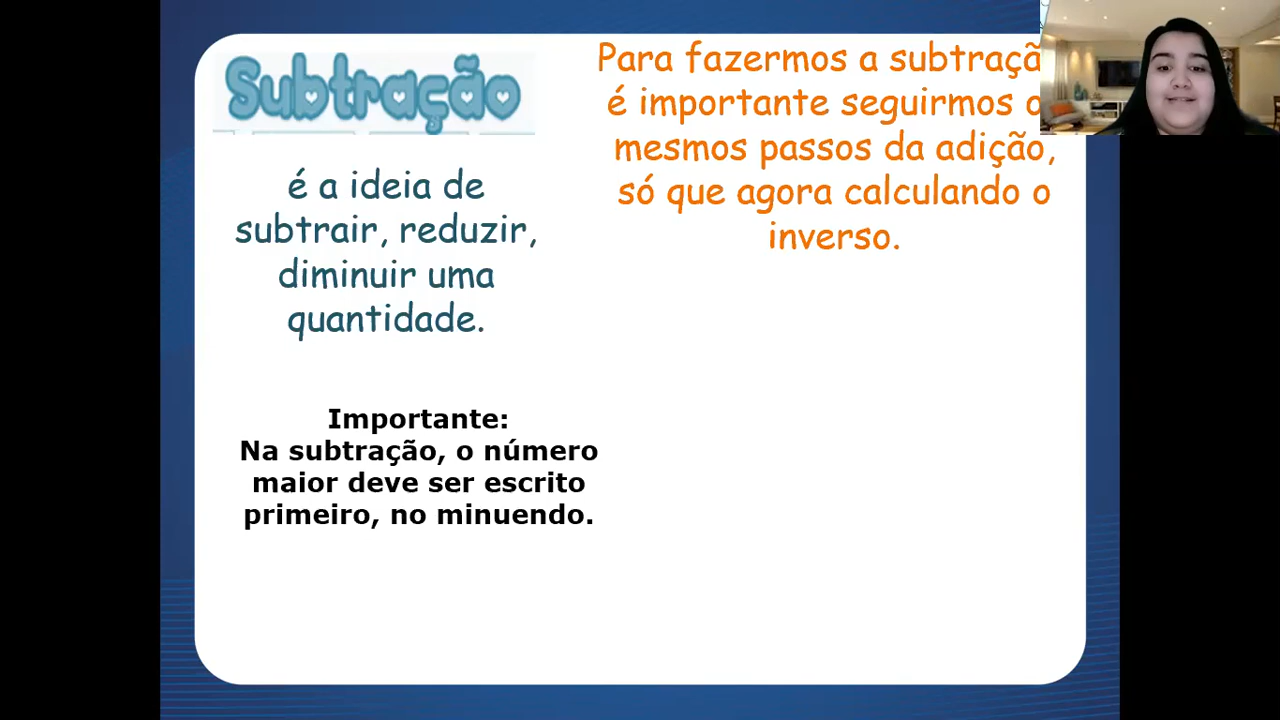 Subtração
é a ideia de
subtrair, reduzir,
diminuir uma
quantidade.
Importante:
Na subtração, o número
maior deve ser escrito
primeiro, no minuendo.
Para fazermos a
é importante seguirmos
mesmos passos da adição,
só que agora calculando o
inverso.